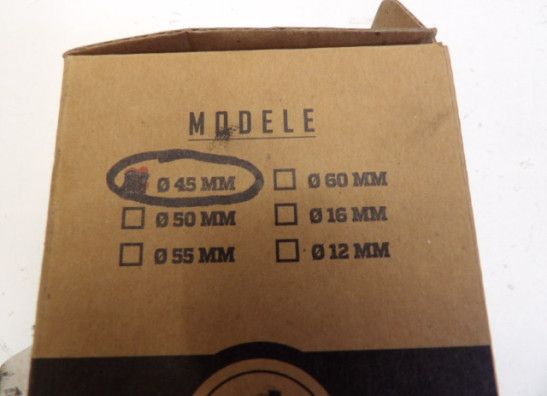 MODELE
Ø 45 MM Ø 60 MM
Ø 50 MM Ø 16 MM
Ø 55 MM Ø 12 MM